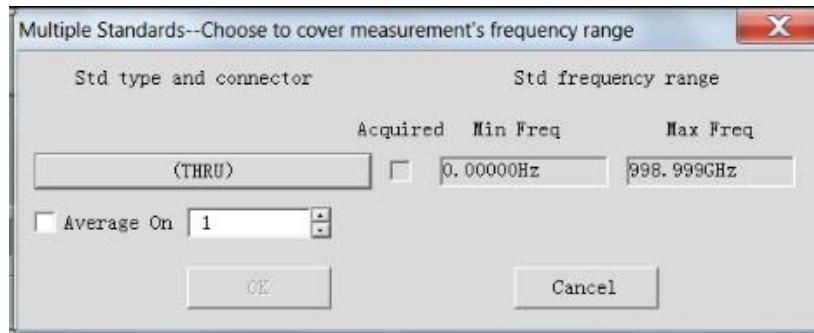 Multiple Standards--Choose to cover measurement's frequency range
Std type and connector Std frequency range
Acquired Min Freq Max Freq
(THRU) 0.00000Hz 998.999GHz
Average On 1
OK Cancel